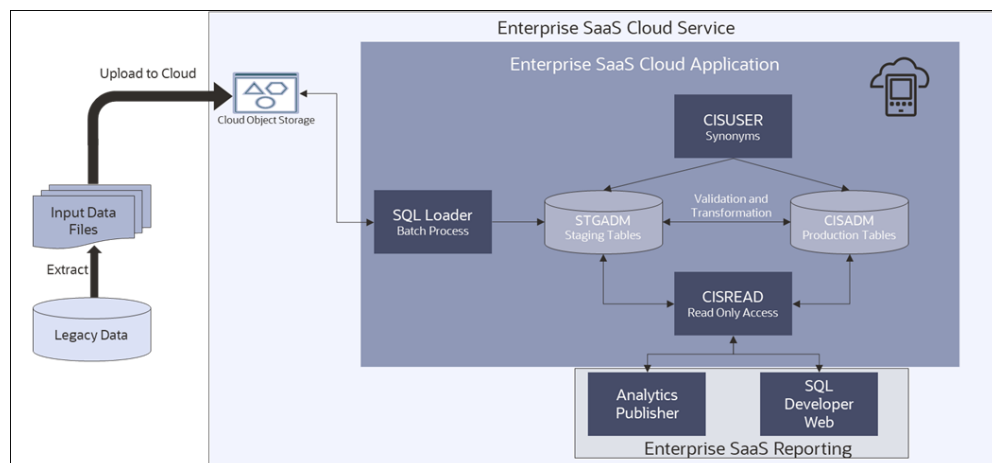 Enterprise SaaS Cloud Service
Enterprise SaaS Cloud Application
Upload to Cloud
Cloud Object Storage
CISUSER
Synonyms
Input Data
Files
SQL Loader
Batch Process
STGADM
Staging Tables
Validation and
Transformation
CISADM
Production Tables
Extract
Legacy Data
CISREAD
Read Only Access
Analytics
Publisher
SQL
Developer
Web
Enterprise SaaS Reporting